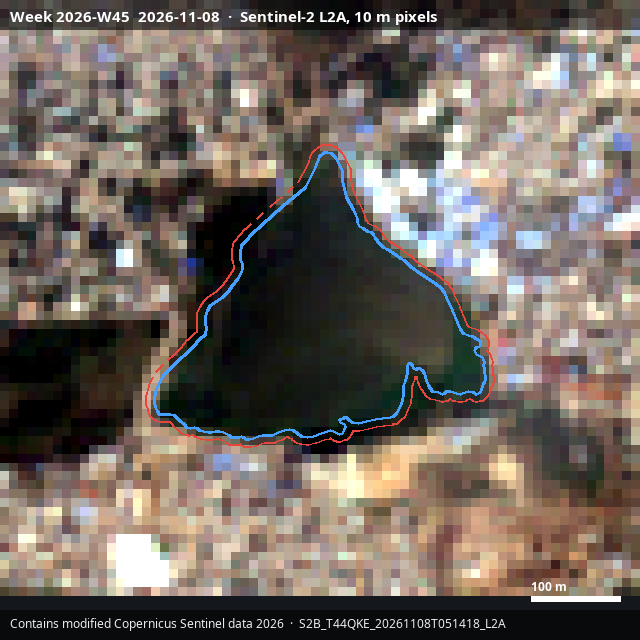 Week 2026-W45  2026-11-08  ·  Sentinel-2 L2A, 10 m pixels
100 m
Contains modified Copernicus Sentinel data 2026  ·  S2B_T44QKE_20261108T051418_L2A